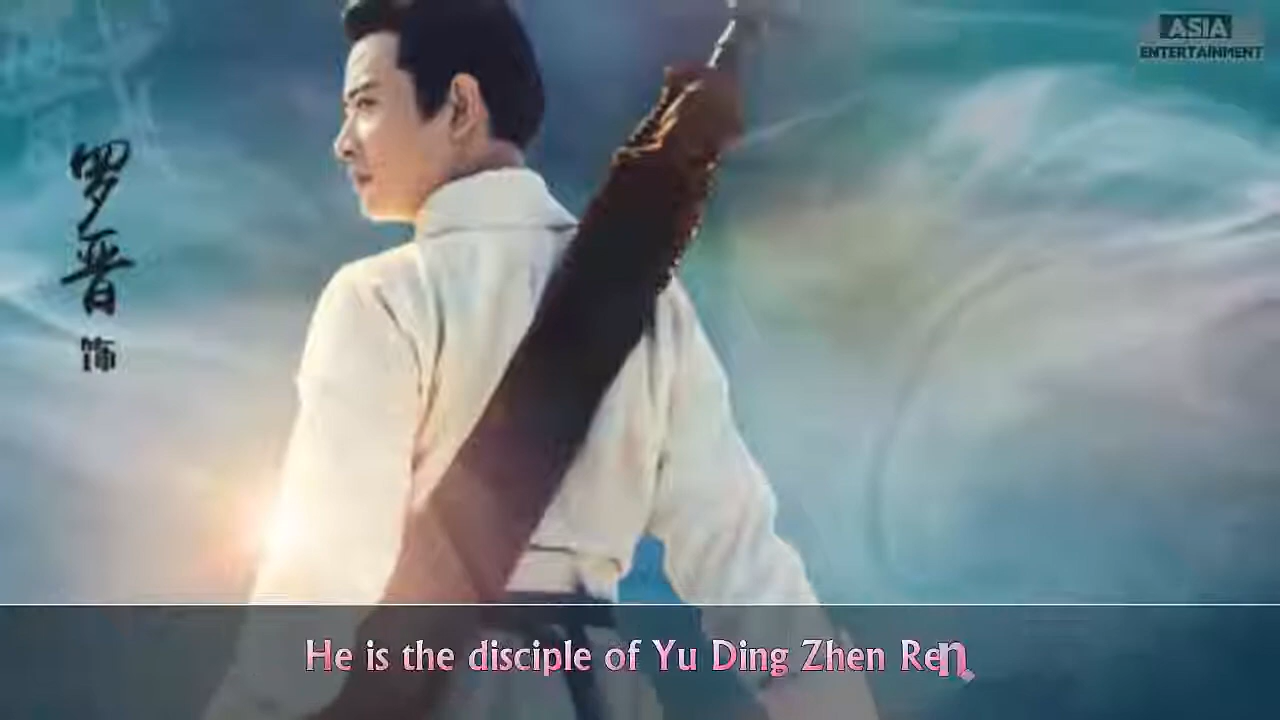 ASIA
ENTERTAINMENT
罗晋
饰
He is the disciple of Yu Ding Zhen Ren